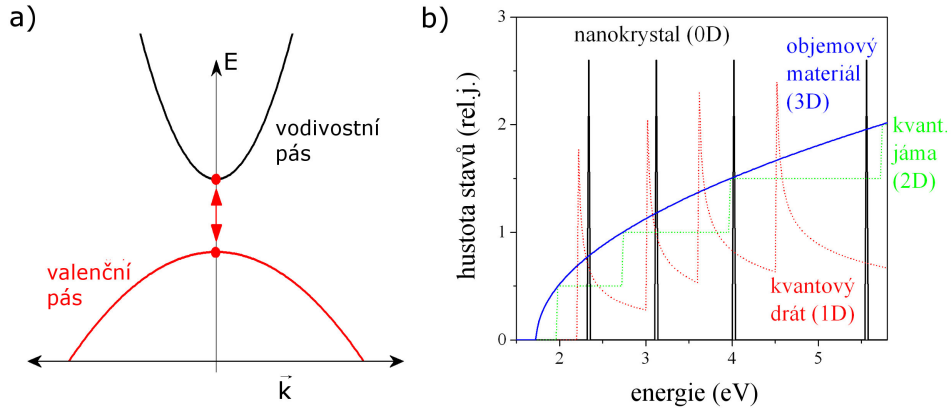 a)
E
vodivostní
pás
valenční
pás
k
b)
nanokrystal (0D)
objemový
materiál
(3D)
kvant.
jáma
(2D)
kvantový
drát (1D)
hustota stavů (rel.j.)
3
2
1
0
2
3
4
5
energie (eV)